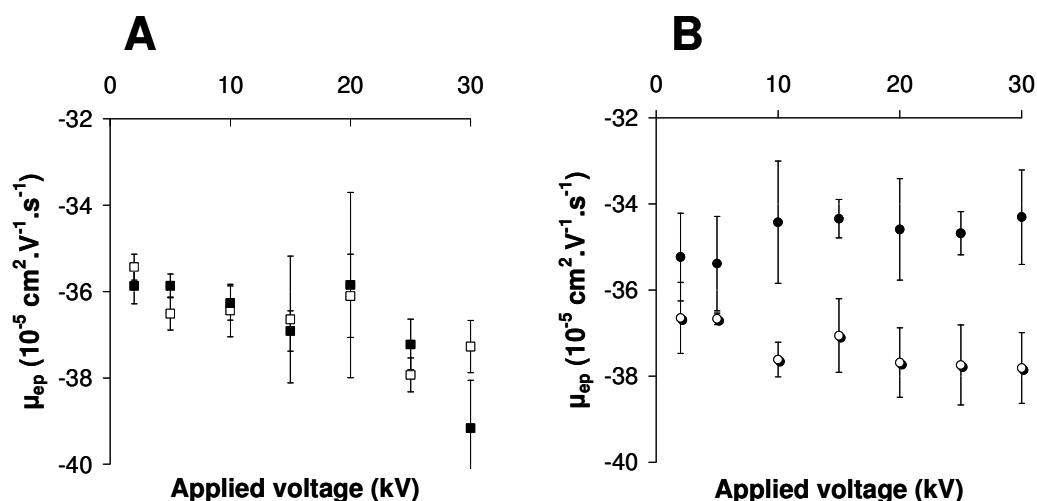 A
0 10 20 30
-32
-34
-36
-38
-40
μep (10-5 cm2.V-1.s-1)
Applied voltage (kV)
B
0 10 20 30
-32
-34
-36
-38
-40
μep (10-5 cm2.V-1.s-1)
Applied voltage (kV)